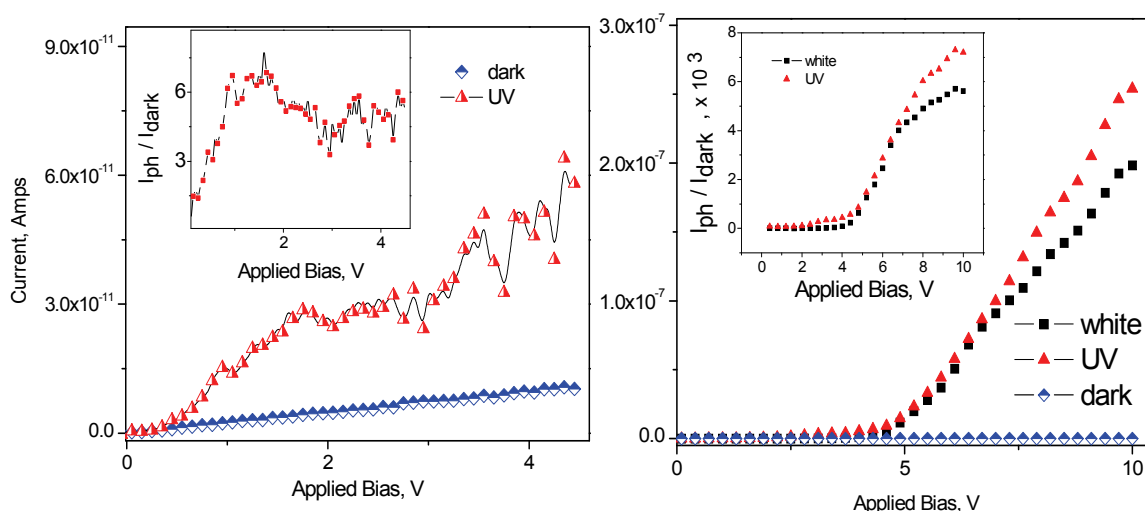 9.0x10-11
6.0x10-11
3.0x10-11
0.0
Current, Amps
0
2
4
Applied Bias, V
dark
UV
Iph / Idark
6
3
2
4
Applied Bias, V
3.0x10-7
2.0x10-7
1.0x10-7
0.0
5
10
Applied Bias, V
white
UV
dark
Iph / Idark , x 10 3
8
6
4
2
0
0 2 4 6 8 10
Applied Bias, V
white
UV